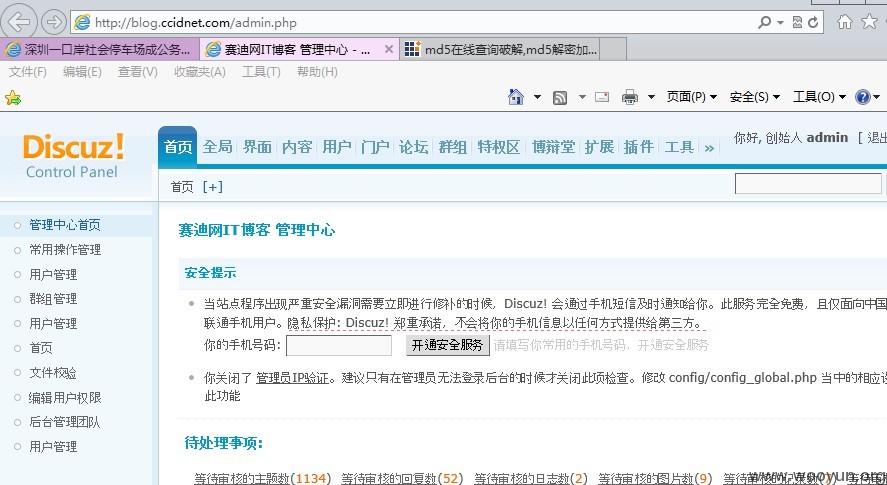 http://blog.ccidnet.com/admin.php
深圳一口岸社会停车场成公务... 赛迪网IT博客 管理中心 - ... md5在线查询破解,md5解密加...
文件(F) 编辑(E) 查看(V) 收藏夹(A) 工具(T) 帮助(H)
页面(P) 安全(S) 工具(O)
Discuz!
Control Panel
首页 全局 界面 内容 用户 门户 论坛 群组 特权区 博辩堂 扩展 插件 工具 »
你好, 创始人 admin [ 退出
首页 [+]
管理中心首页
常用操作管理
用户管理
群组管理
用户管理
首页
文件校验
编辑用户权限
后台管理团队
用户管理
赛迪网IT博客 管理中心
安全提示
当站点程序出现严重安全漏洞需要立即进行修补的时候，Discuz! 会通过手机短信及时通知给你。此服务完全免费，且仅面向中国
联通手机用户。隐私保护: Discuz! 郑重承诺，不会将你的手机信息以任何方式提供给第三方。
你的手机号码: 开通安全服务 请填写你常用的手机号码，开通安全服务
你关闭了 管理员IP验证。建议只有在管理员无法登录后台的时候才关闭此项检查。修改 config/config_global.php 当中的相应
此功能
待处理事项:
等待审核的主题数(1134) 等待审核的回复数(52) 等待审核的日志数(2) 等待审核的图片数(9)
www.wooyun.org